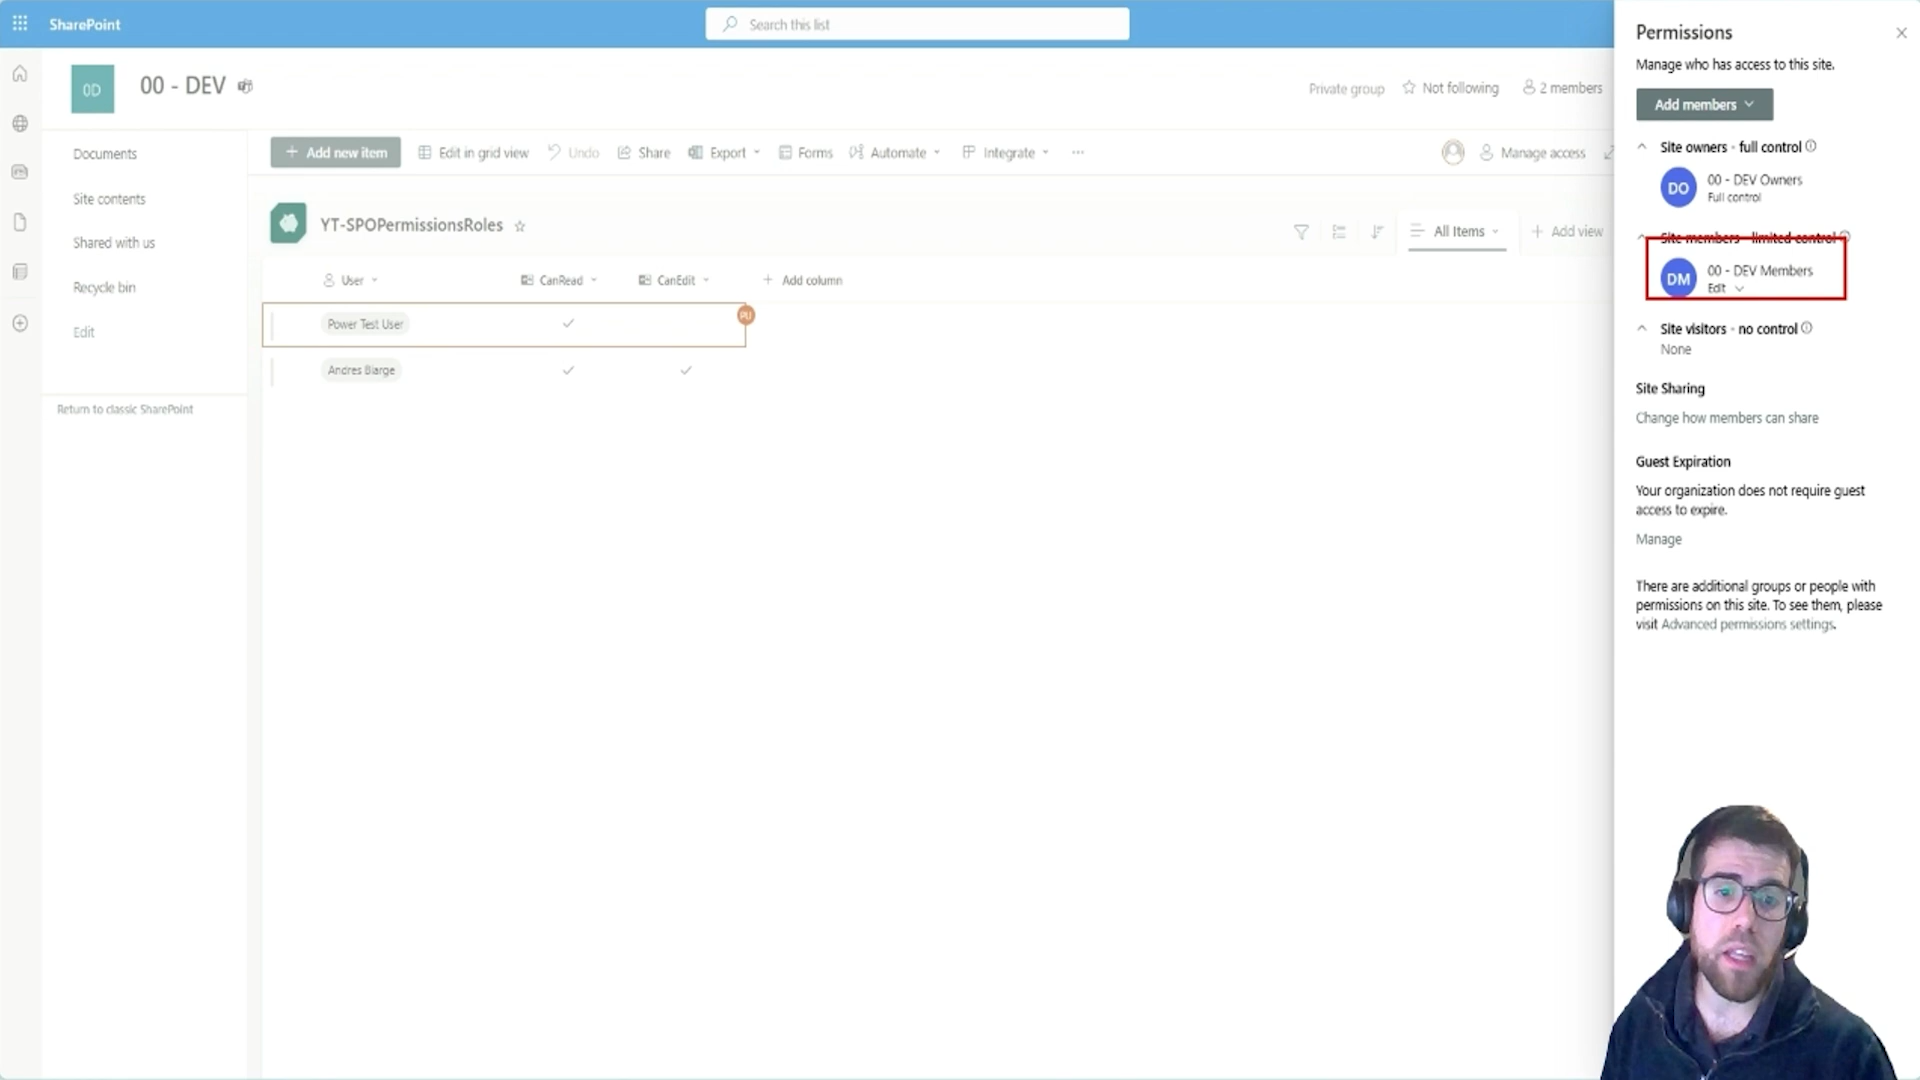 SharePoint
Search this list
0D
00 - DEV
Private group
Not following
2 members
Documents
Site contents
Shared with us
Recycle bin
Edit
Return to classic SharePoint
Add new item
Edit in grid view
Undo
Share
Export
Forms
Automate
Integrate
Manage access
YT-SPOPermissionsRoles
All Items
Add view
User
CanRead
CanEdit
Add column
Power Test User
PU
Andres Biarge
Permissions
Manage who has access to this site.
Add members
Site owners - full control
DO
00 - DEV Owners
Full control
Site members - limited control
DM
00 - DEV Members
Edit
Site visitors - no control
None
Site Sharing
Change how members can share
Guest Expiration
Your organization does not require guest
access to expire.
Manage
There are additional groups or people with
permissions on this site. To see them, please
visit Advanced permissions settings.